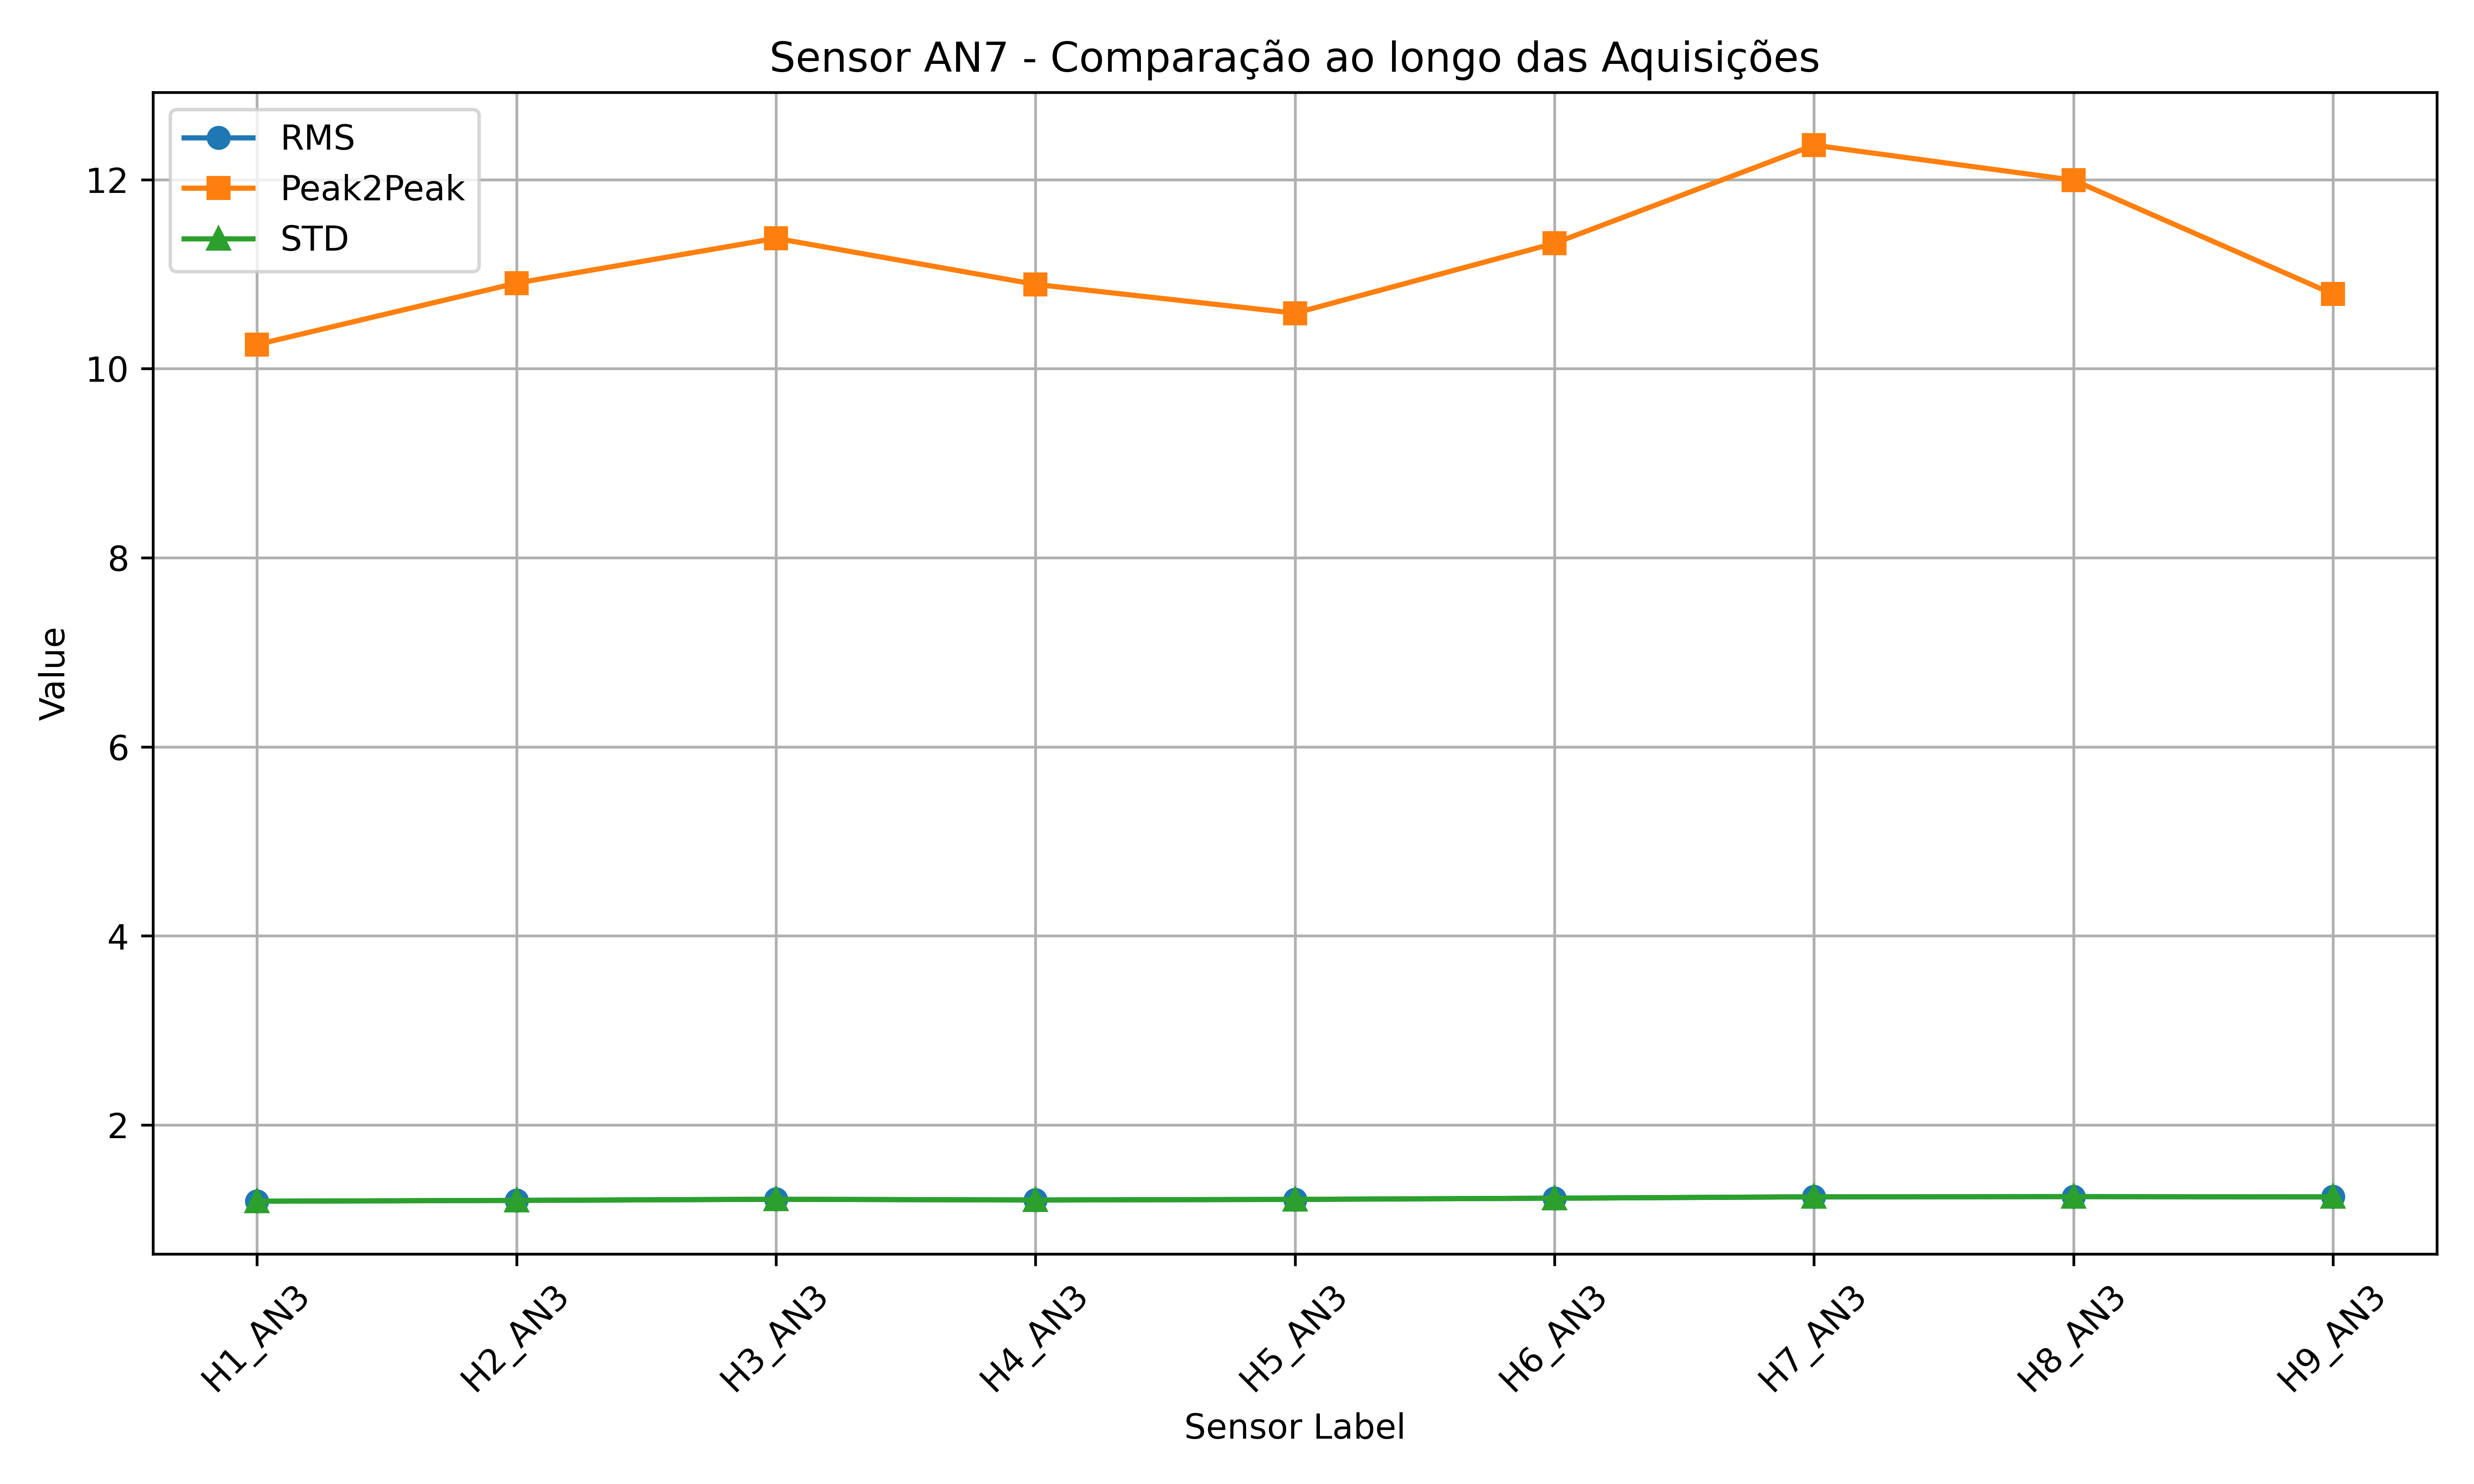 Sensor AN7 - Comparação ao longo das Aquisições
RMS
Peak2Peak
STD
12
10
8
6
4
2
Value
H1_AN3
H2_AN3
H3_AN3
H4_AN3
H5_AN3
H6_AN3
H7_AN3
H8_AN3
H9_AN3
Sensor Label